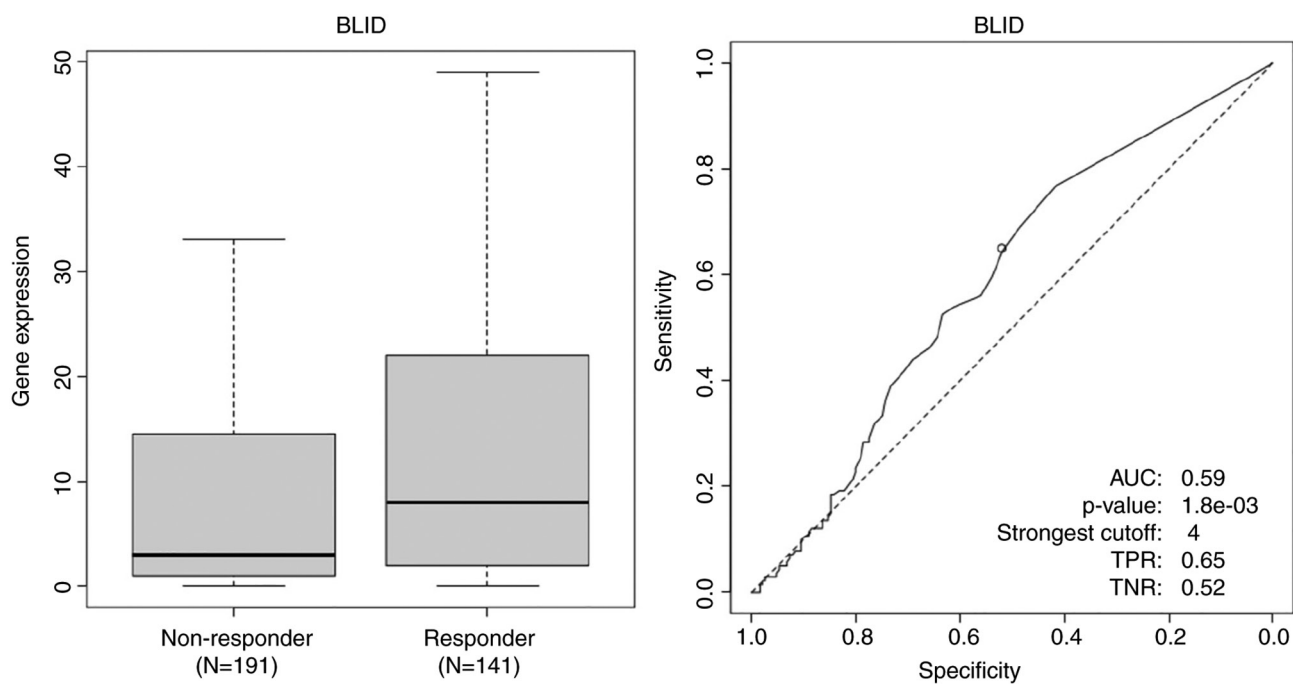 BLID
Gene expression
50
40
30
20
10
0
Non-responder
(N=191)
Responder
(N=141)
BLID
Sensitivity
1.0
0.8
0.6
0.4
0.2
0.0
AUC: 0.59
p-value: 1.8e-03
Strongest cutoff: 4
TPR: 0.65
TNR: 0.52
1.0 0.8 0.6 0.4 0.2 0.0
Specificity